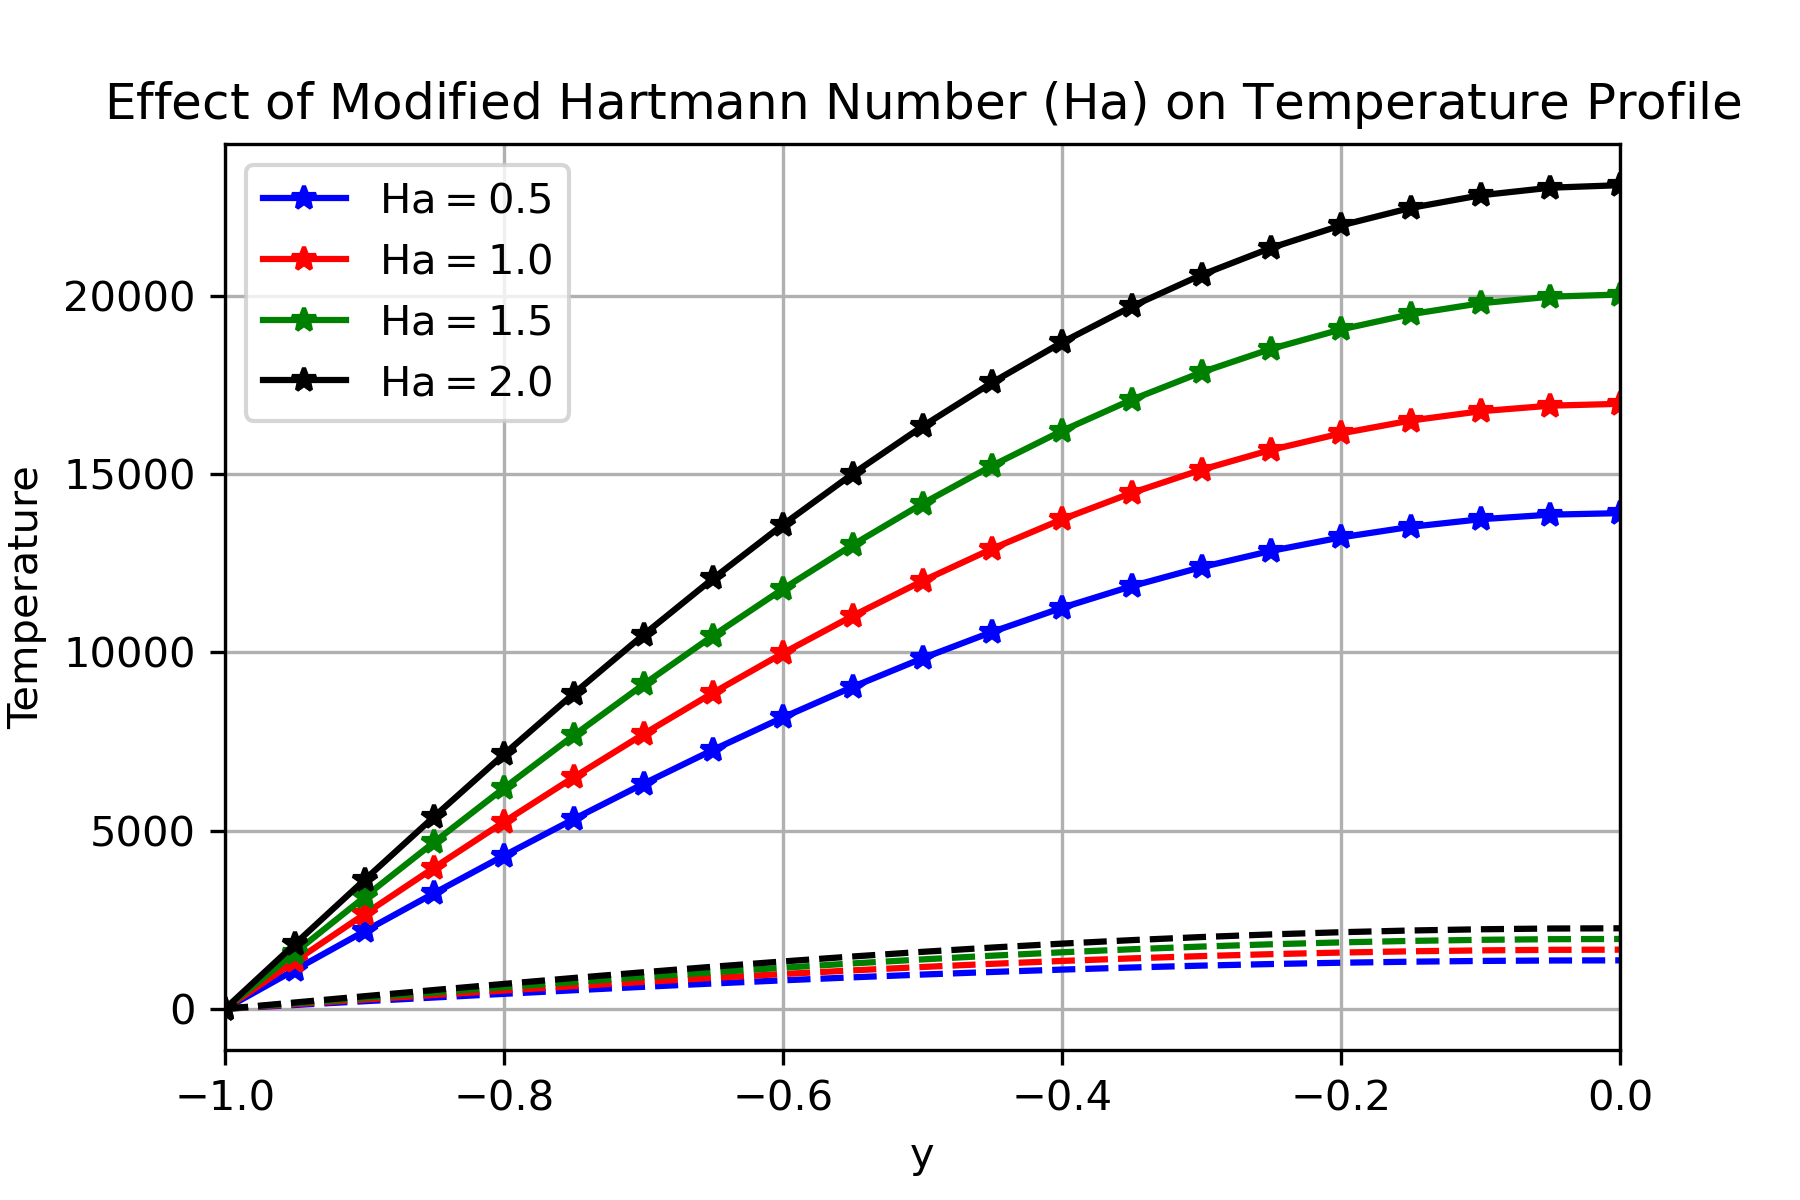 Effect of Modified Hartmann Number (Ha) on Temperature Profile
Ha = 0.5
Ha = 1.0
Ha = 1.5
Ha = 2.0
Temperature
20000
15000
10000
5000
0
−1.0 −0.8 −0.6 −0.4 −0.2 0.0
y